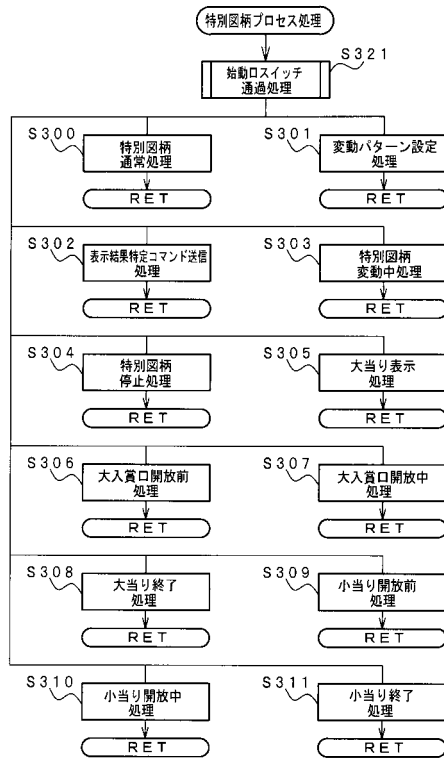 特別図柄プロセス処理
S321
始動口スイッチ
通過処理
S300
特別図柄
通常処理
RET
S301
変動パターン設定
処理
RET
S302
表示結果特定コマンド送信
処理
RET
S303
特別図柄
変動中処理
RET
S304
特別図柄
停止処理
RET
S305
大当り表示
処理
RET
S306
大入賞口開放前
処理
RET
S307
大入賞口開放中
処理
RET
S308
大当り終了
処理
RET
S309
小当り開放前
処理
RET
S310
小当り開放中
処理
RET
S311
小当り終了
処理
RET